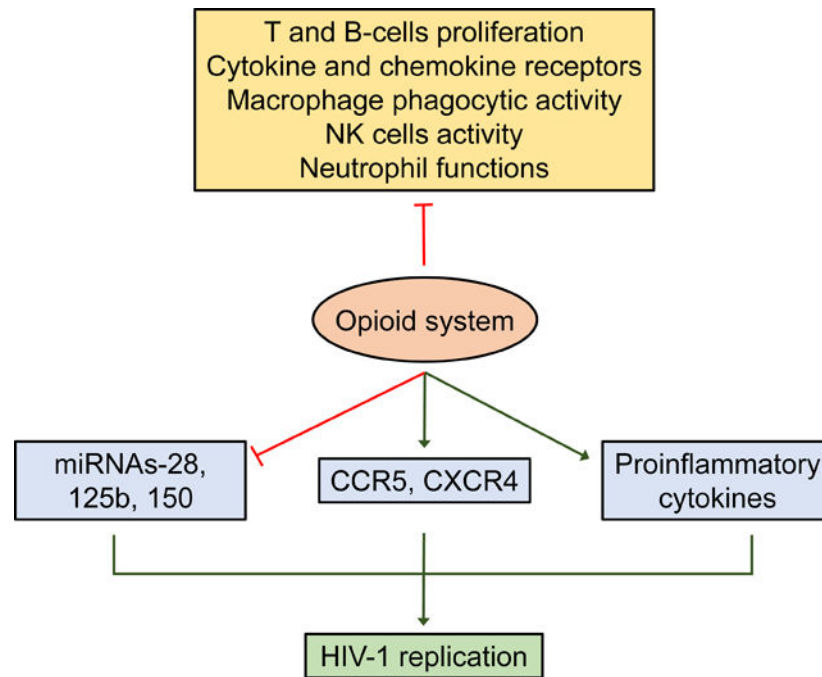 T and B-cells proliferation
Cytokine and chemokine receptors
Macrophage phagocytic activity
NK cells activity
Neutrophil functions
Opioid system
miRNAs-28,
125b, 150
CCR5, CXCR4
Proinflammatory
cytokines
HIV-1 replication